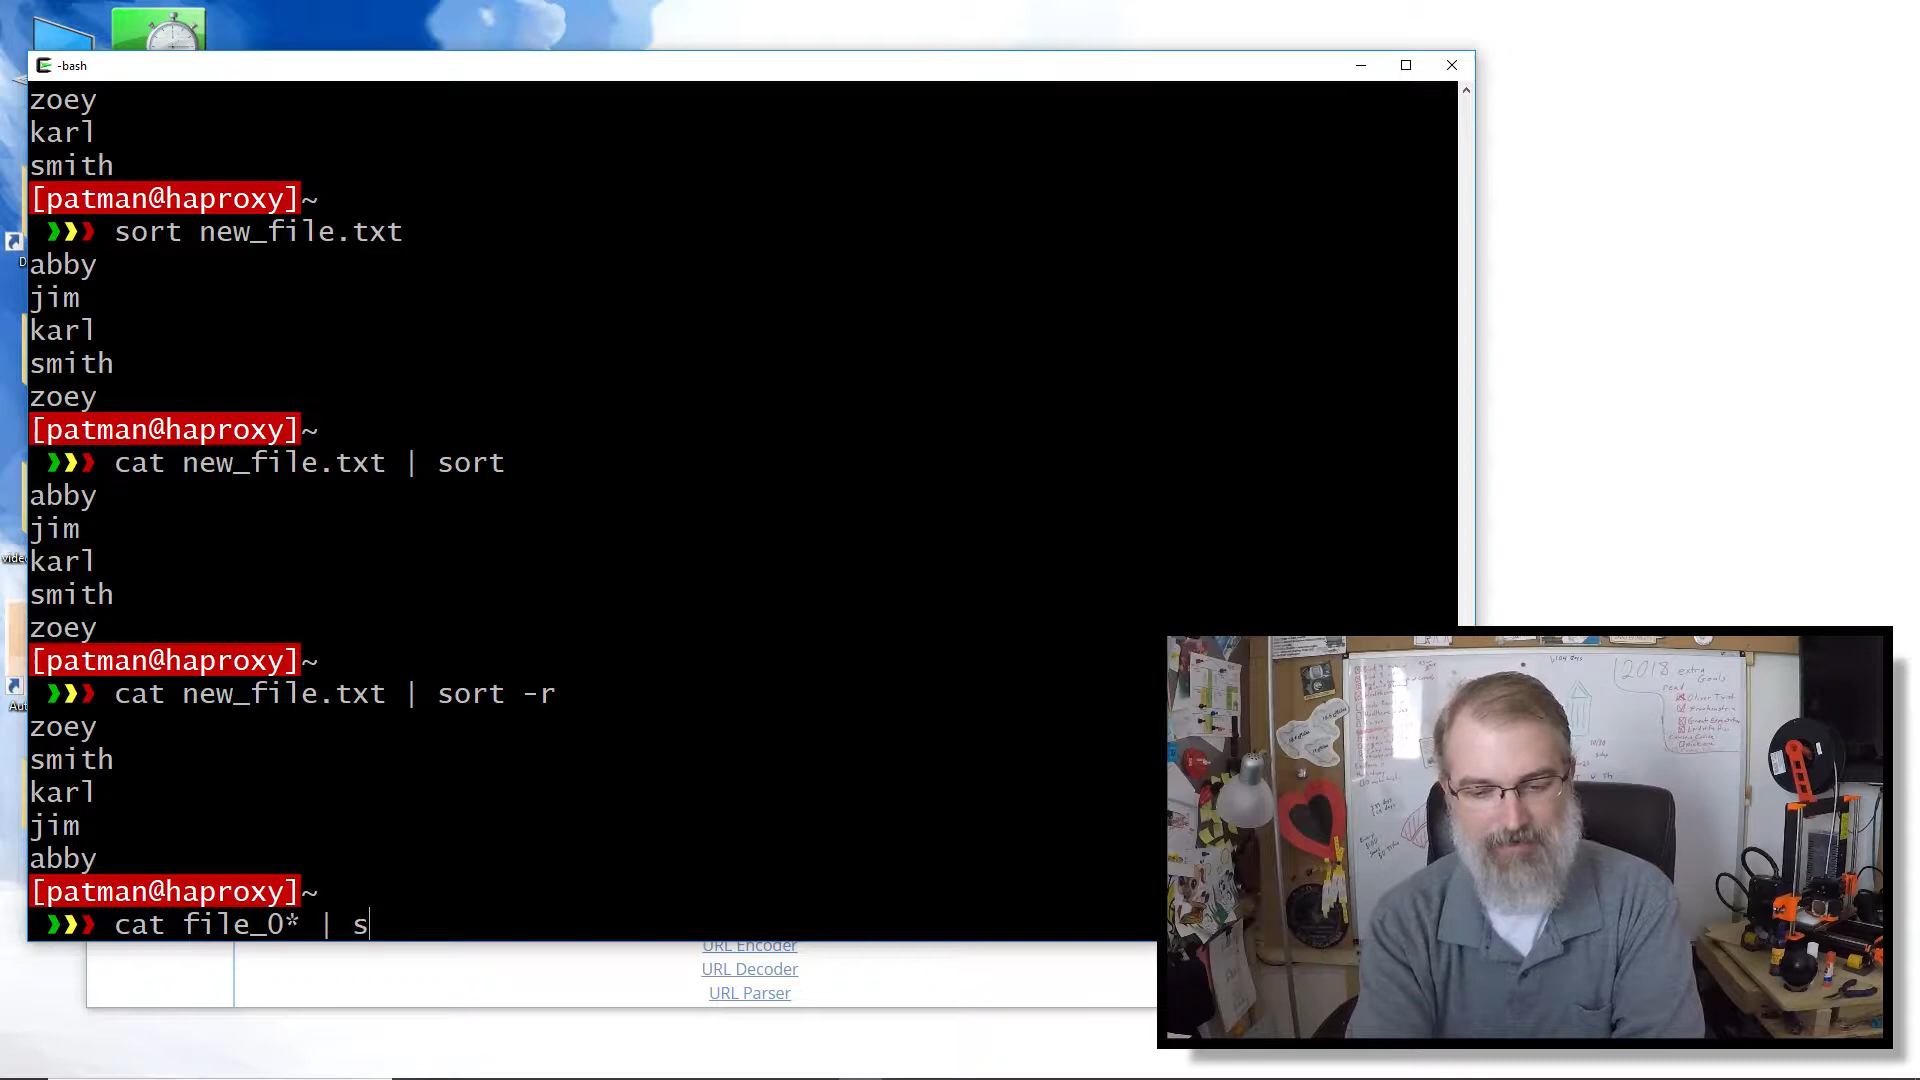 -bash
zoey
karl
smith
[patman@haproxy]~
❯❯❯ sort new_file.txt
abby
jim
karl
smith
zoey
[patman@haproxy]~
❯❯❯ cat new_file.txt | sort
abby
jim
karl
smith
zoey
[patman@haproxy]~
❯❯❯ cat new_file.txt | sort -r
zoey
smith
karl
jim
abby
[patman@haproxy]~
❯❯❯ cat file_0* | s
URL Encoder
URL Decoder
URL Parser
2018 extra
Goals